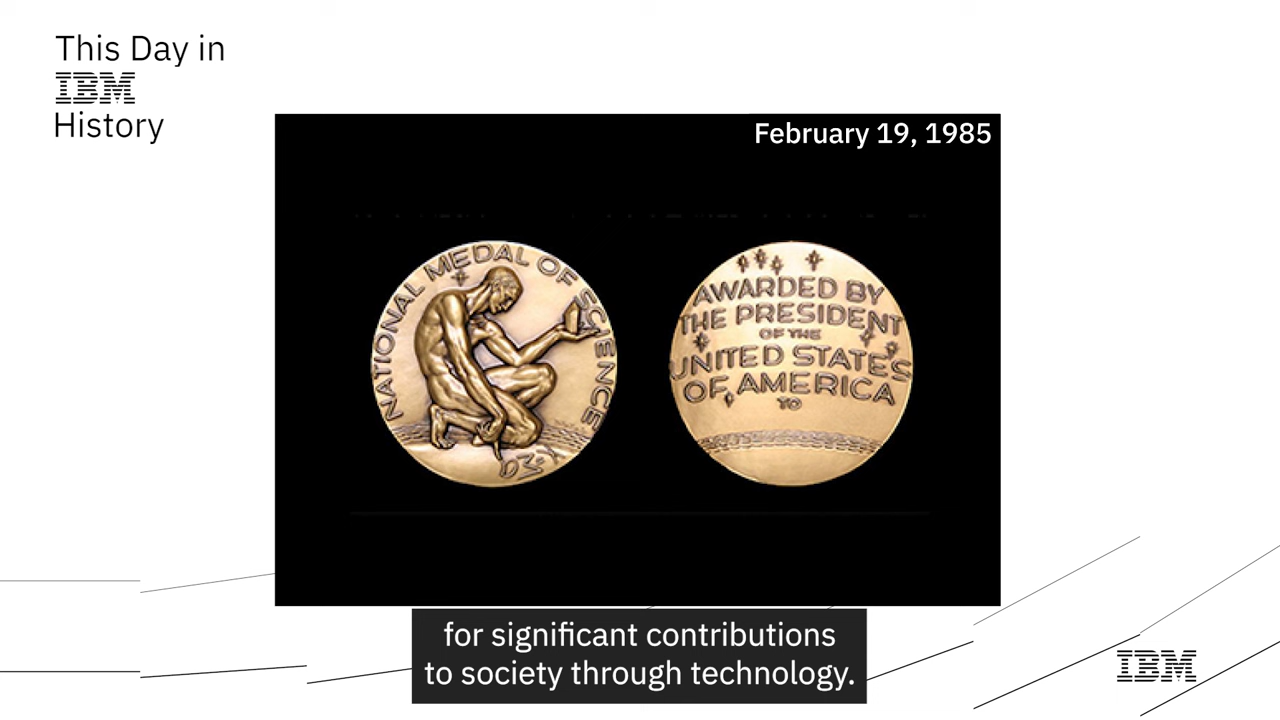 This Day in
IBM
History
February 19, 1985
NATIONAL MEDAL OF SCIENCE
AWARDED BY
THE PRESIDENT
OF THE
UNITED STATES
OF AMERICA
TO
for significant contributions
to society through technology.
IBM